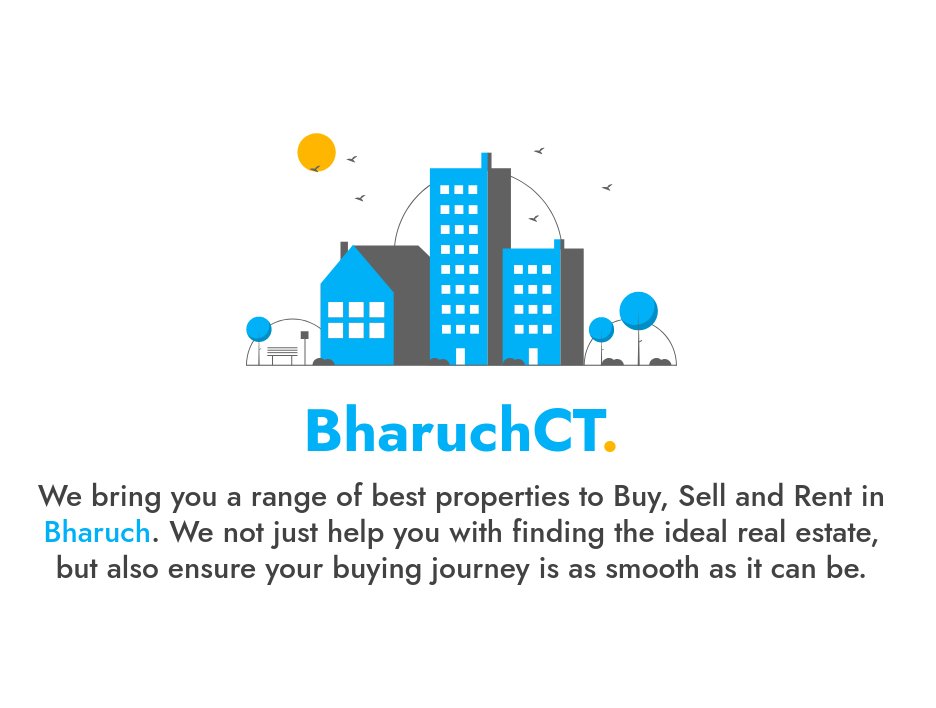 BharuchCT.
We bring you a range of best properties to Buy, Sell and Rent in
Bharuch. We not just help you with finding the ideal real estate,
but also ensure your buying journey is as smooth as it can be.